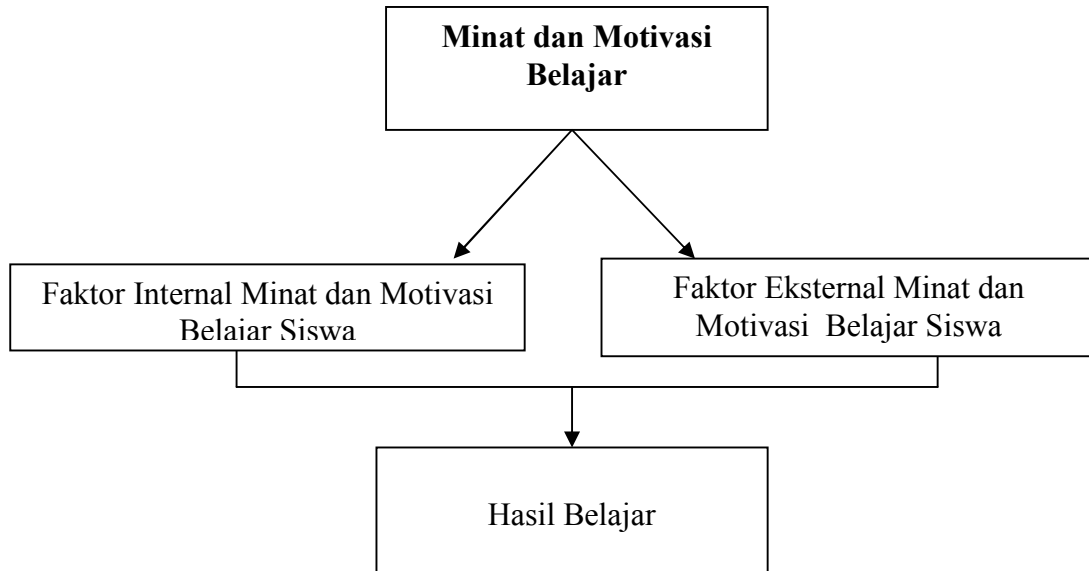 Minat dan Motivasi
Belajar
Faktor Internal Minat dan Motivasi
Belajar Siswa
Faktor Eksternal Minat dan
Motivasi Belajar Siswa
Hasil Belajar